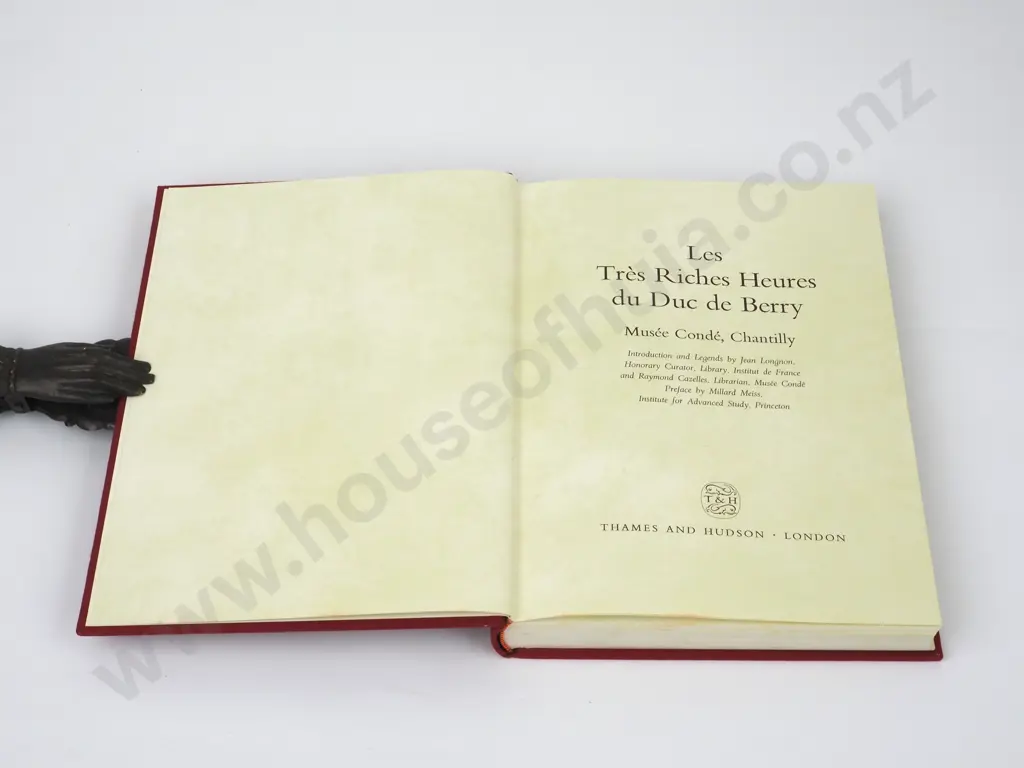 Les
Très Riches Heures
du Duc de Berry
Musée Condé, Chantilly
Introduction and Legends by Jean Longnon,
Honorary Curator, Library, Institut de France
and Raymond Cazelles, Librarian, Musée Condé
Preface by Millard Meiss,
Institute for Advanced Study, Princeton
T & H
THAMES AND HUDSON · LONDON
www.houseofhuia.co.nz